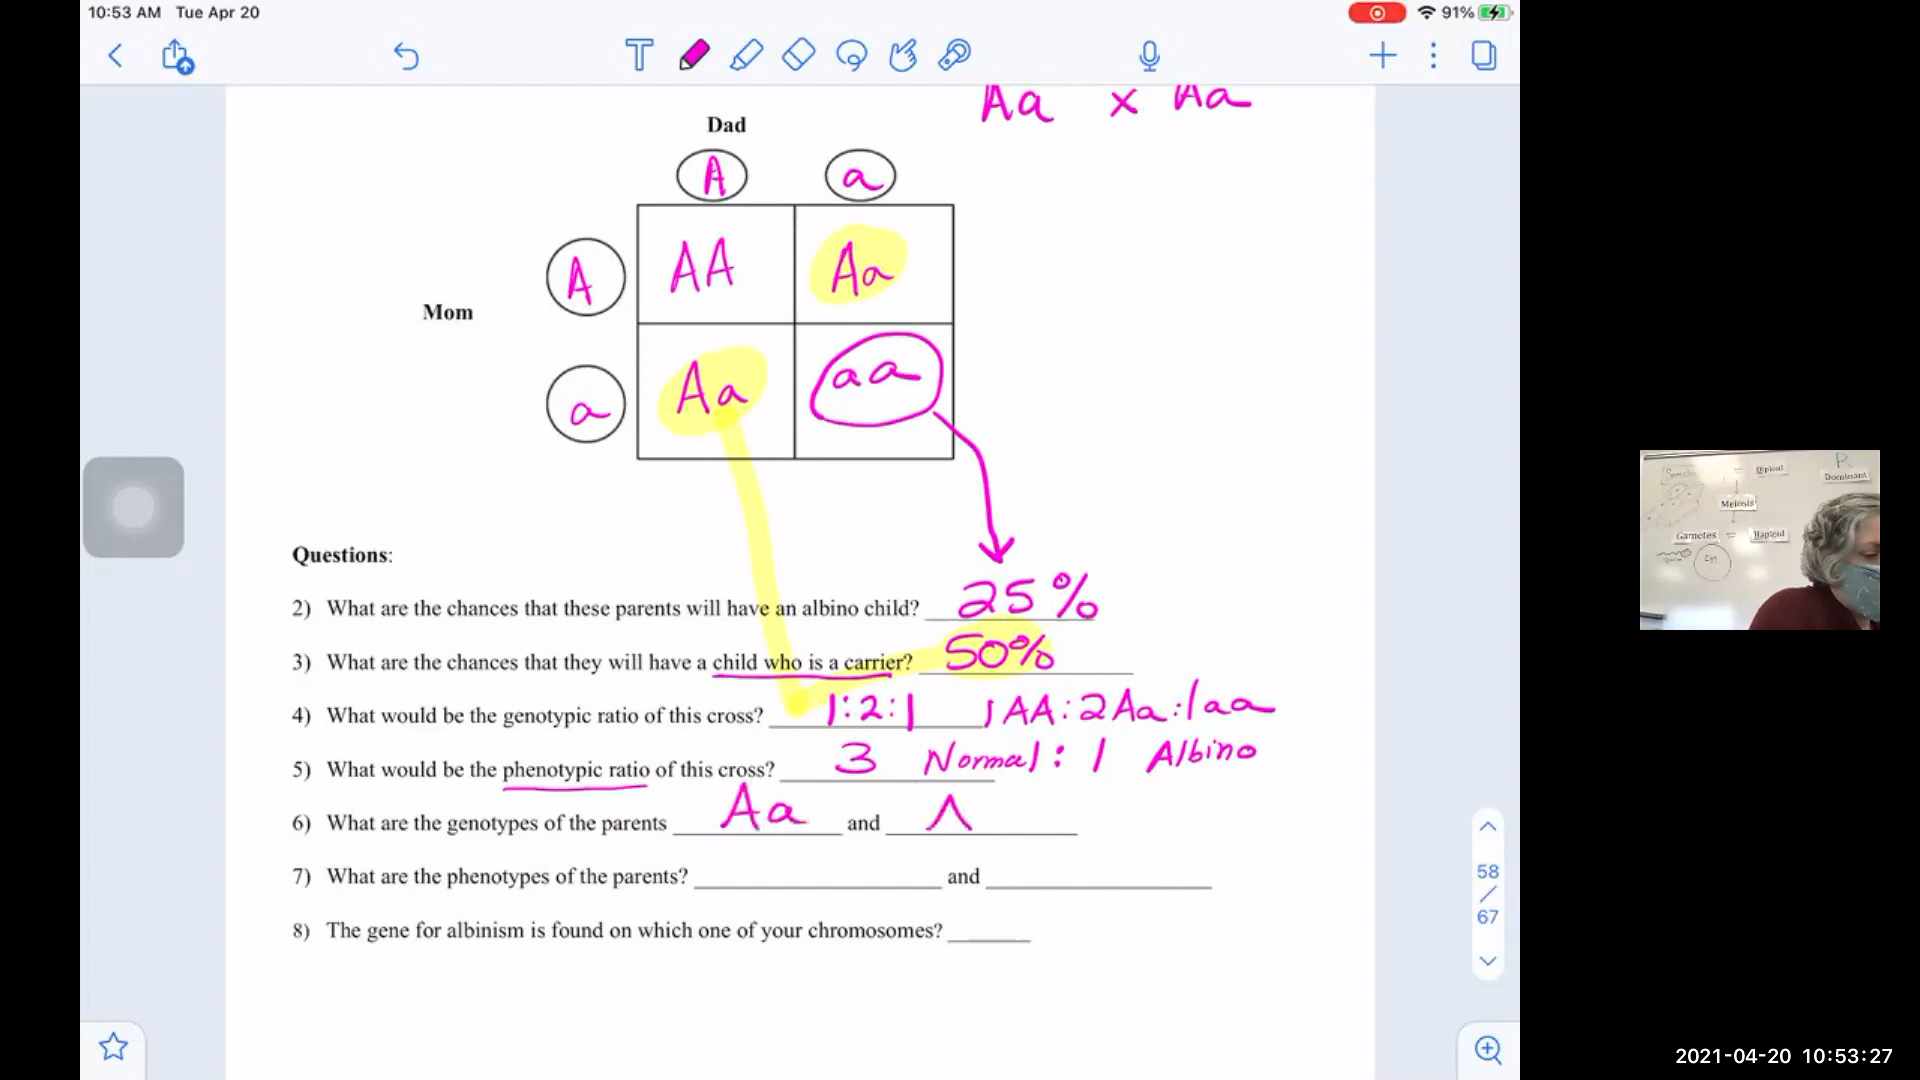 10:53 AM Tue Apr 20
91%
Aa x Aa
Dad
A a
A AA Aa
Mom
a Aa aa
Questions:
2) What are the chances that these parents will have an albino child? 25%
3) What are the chances that they will have a child who is a carrier? 50%
4) What would be the genotypic ratio of this cross? 1:2:1 1AA:2Aa:1aa
5) What would be the phenotypic ratio of this cross? 3 Normal: 1 Albino
6) What are the genotypes of the parents Aa and
7) What are the phenotypes of the parents? and
8) The gene for albinism is found on which one of your chromosomes?
58
/
67
Diploid
Dominant
Meiosis
Gametes = Haploid
Egg
2021-04-20 10:53:27